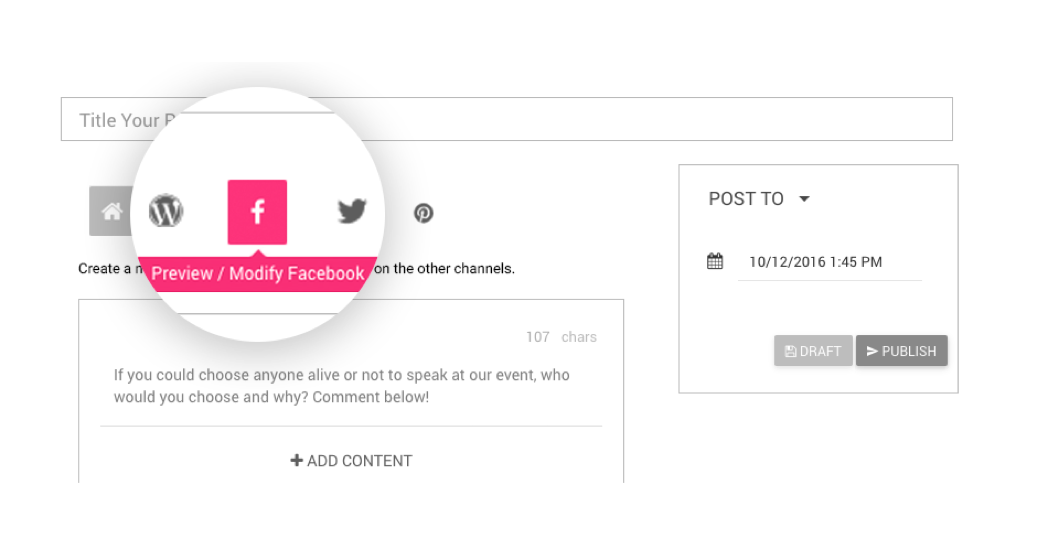 Title Your
POST TO
Preview / Modify Facebook
Create a on the other channels.
10/12/2016 1:45 PM
107 chars
DRAFT PUBLISH
If you could choose anyone alive or not to speak at our event, who
would you choose and why? Comment below!
ADD CONTENT